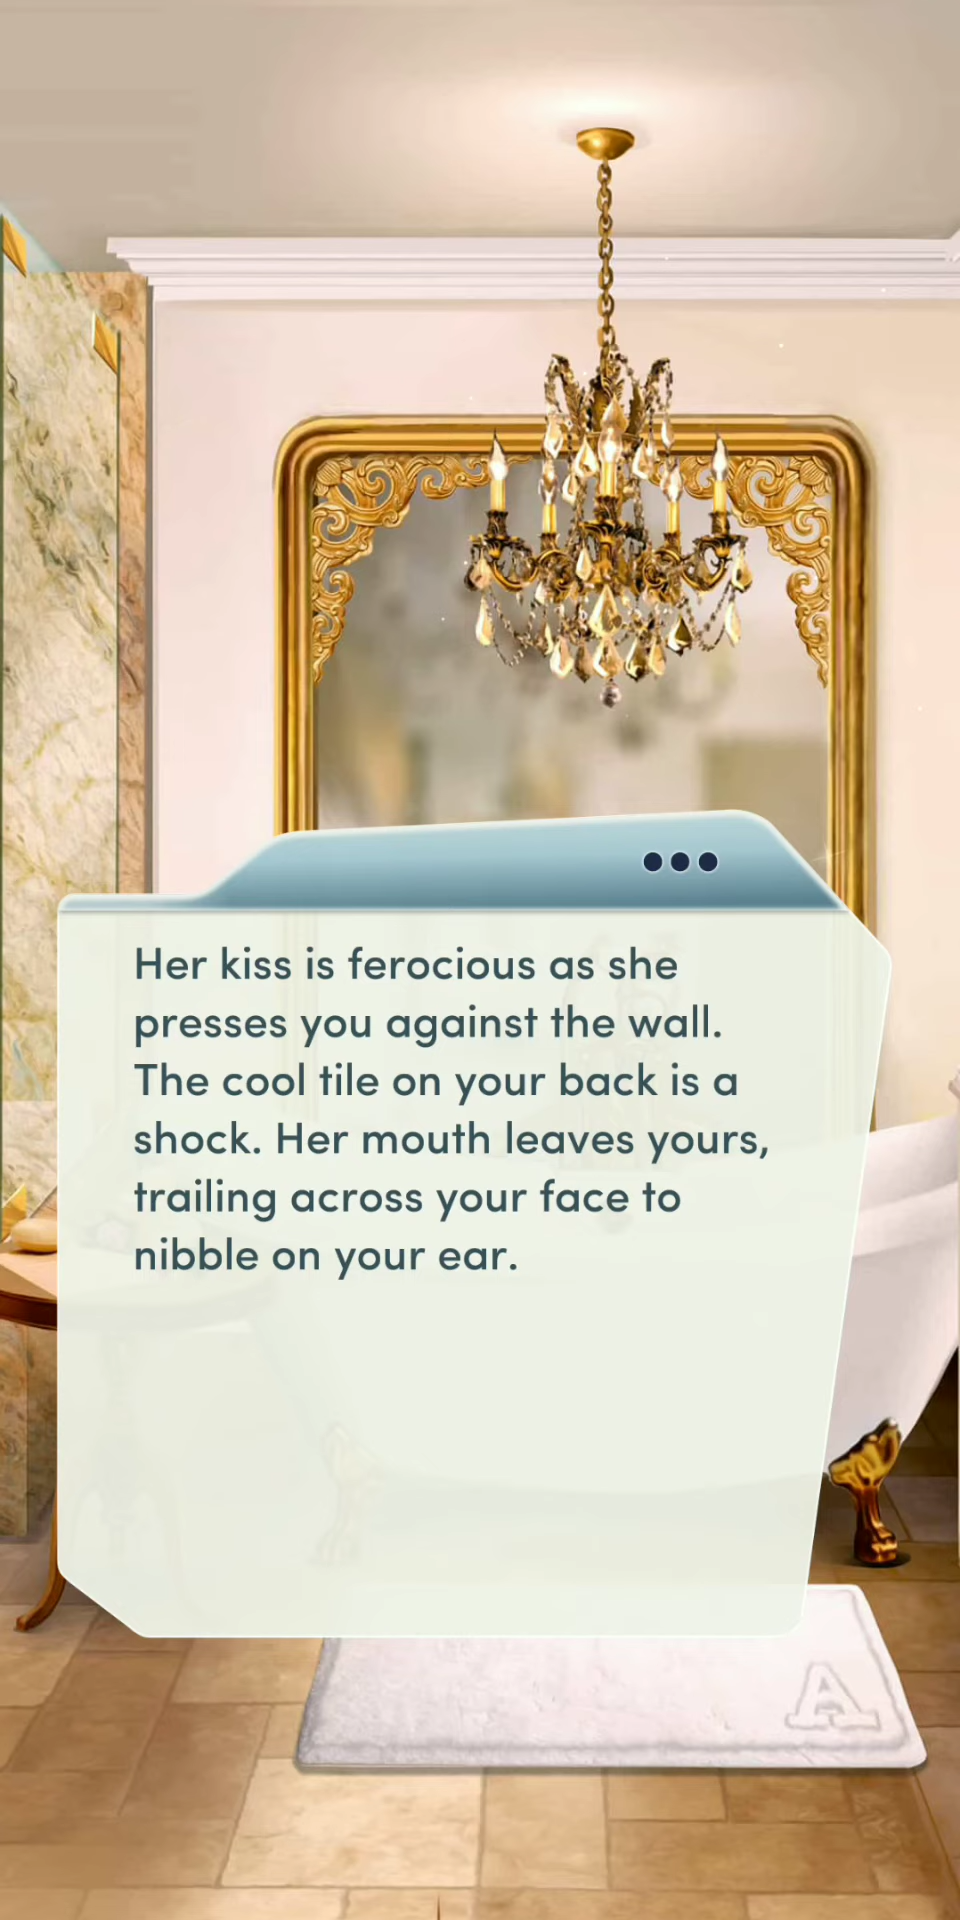 Her kiss is ferocious as she
presses you against the wall.
The cool tile on your back is a
shock. Her mouth leaves yours,
trailing across your face to
nibble on your ear.
A